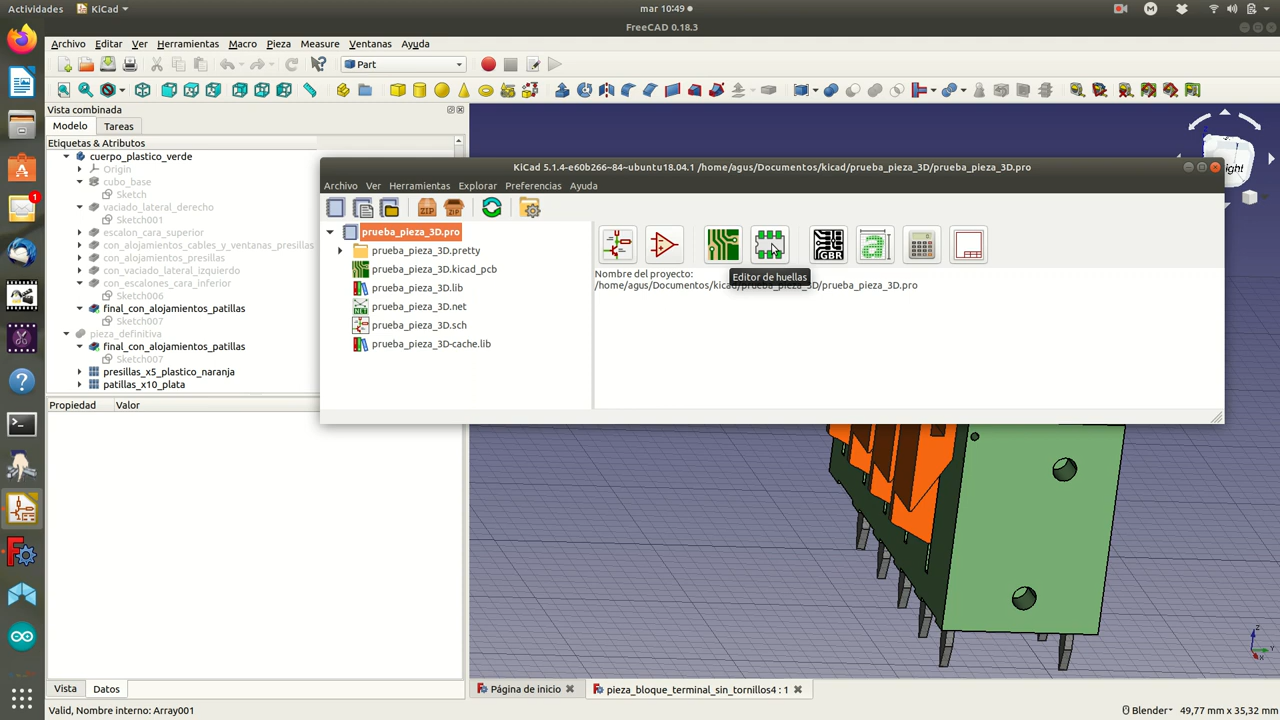 Actividades
KiCad
mar 10:49
FreeCAD 0.18.3
Archivo Editar Ver Herramientas Macro Pieza Measure Ventanas Ayuda
Part
Vista combinada
Modelo Tareas
Etiquetas & Atributos
cuerpo_plastico_verde
Origin
cubo_base
Sketch
vaciado_lateral_derecho
Sketch001
escalon_cara_superior
con_alojamientos_cables_y_ventanas_presillas
con_alojamientos_presillas
con_vaciado_lateral_izquierdo
con_escalones_cara_inferior
Sketch006
final_con_alojamientos_patillas
Sketch007
pieza_definitiva
final_con_alojamientos_patillas
Sketch007
presillas_x5_plastico_naranja
patillas_x10_plata
Propiedad Valor
Vista Datos
Valid, Nombre interno: Array001
KiCad 5.1.4-e60b266~84~ubuntu18.04.1 /home/agus/Documentos/kicad/prueba_pieza_3D/prueba_pieza_3D.pro
Archivo Ver Herramientas Explorar Preferencias Ayuda
ZIP ZIP
prueba_pieza_3D.pro
prueba_pieza_3D.pretty
prueba_pieza_3D.kicad_pcb
prueba_pieza_3D.lib
prueba_pieza_3D.net
prueba_pieza_3D.sch
prueba_pieza_3D-cache.lib
GBR
Nombre del proyecto:
/home/agus/Documentos/kicad/prueba_pieza_3D/prueba_pieza_3D.pro
Editor de huellas
Right
Página de inicio
pieza_bloque_terminal_sin_tornillos4 : 1
Blender
49,77 mm x 35,32 mm